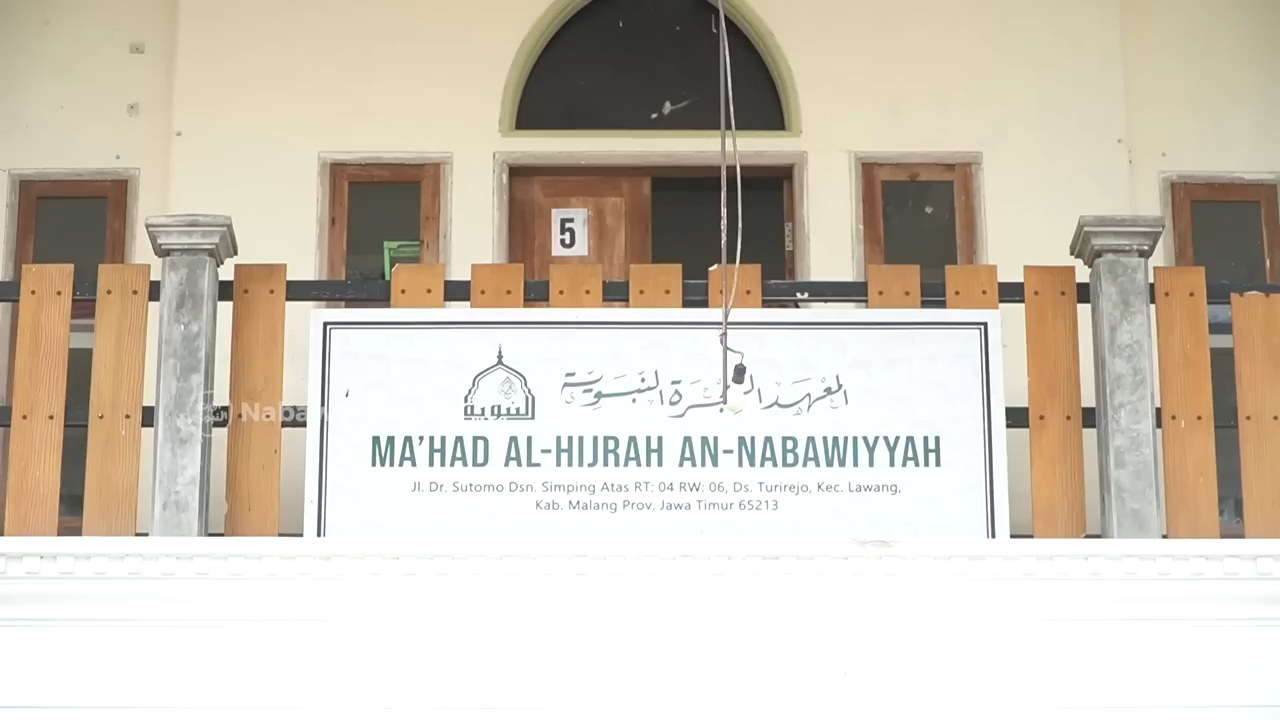 5
النبوية
المعهد الهجرة النبوية
MA'HAD AL-HIJRAH AN-NABAWIYYAH
Jl. Dr. Sutomo Dsn. Simping Atas RT: 04 RW: 06, Ds. Turirejo, Kec. Lawang,
Kab. Malang Prov. Jawa Timur 65213